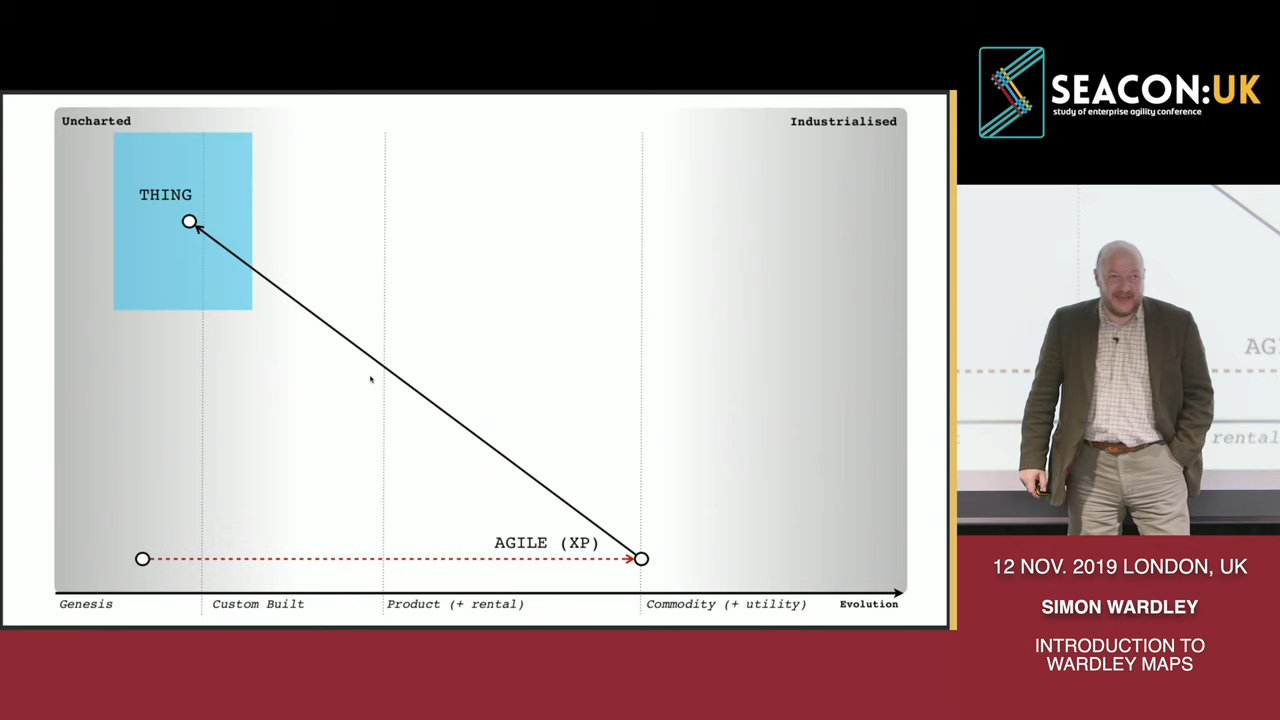 Uncharted
Industrialised
THING
AGILE (XP)
Genesis
Custom Built
Product (+ rental)
Commodity (+ utility)
Evolution
SEACON:UK
study of enterprise agility conference
AG
rental
12 NOV. 2019 LONDON, UK
SIMON WARDLEY
INTRODUCTION TO
WARDLEY MAPS